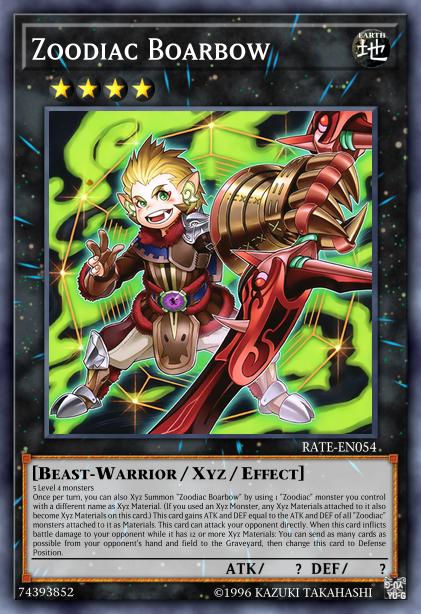 Zoodiac Boarbow
EARTH
地
RATE-EN054
[Beast-Warrior / Xyz / Effect]
5 Level 4 monsters
Once per turn, you can also Xyz Summon "Zoodiac Boarbow" by using 1 "Zoodiac" monster you control
with a different name as Xyz Material. (If you used an Xyz Monster, any Xyz Materials attached to it also
become Xyz Materials on this card.) This card gains ATK and DEF equal to the ATK and DEF of all "Zoodiac"
monsters attached to it as Materials. This card can attack your opponent directly. When this card inflicts
battle damage to your opponent while it has 12 or more Xyz Materials: You can send as many cards as
possible from your opponent's hand and field to the Graveyard, then change this card to Defense
Position.
ATK/ ? DEF/ ?
74393852
©1996 KAZUKI TAKAHASHI